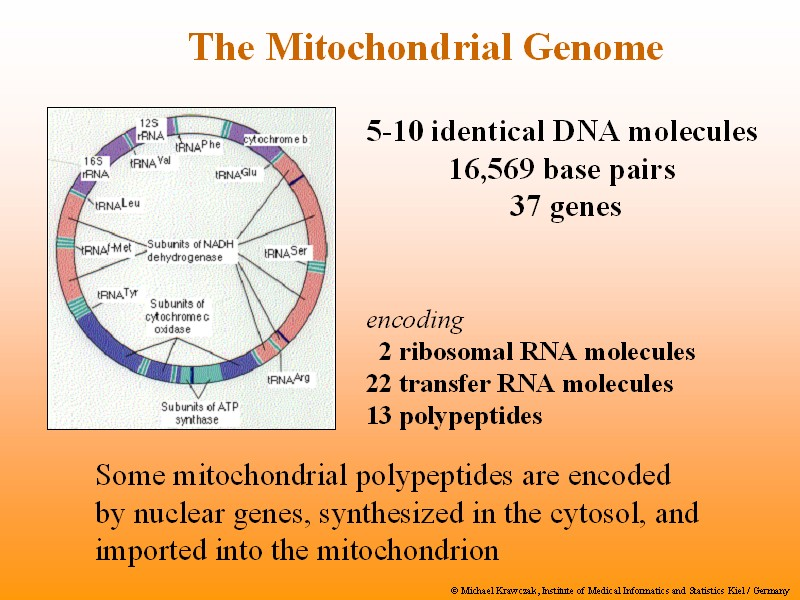 The Mitochondrial Genome
12S
rRNA
tRNAPhe
cytochrome b
tRNAVal
16S
rRNA
tRNAGlu
tRNALeu
tRNAf-Met
Subunits of NADH
dehydrogenase
tRNASer
tRNATyr
Subunits of
cytochrome c
oxidase
tRNAArg
Subunits of ATP
synthase
5-10 identical DNA molecules
16,569 base pairs
37 genes
encoding
2 ribosomal RNA molecules
22 transfer RNA molecules
13 polypeptides
Some mitochondrial polypeptides are encoded
by nuclear genes, synthesized in the cytosol, and
imported into the mitochondrion
© Michael Krawczak, Institute of Medical Informatics and Statistics Kiel / Germany